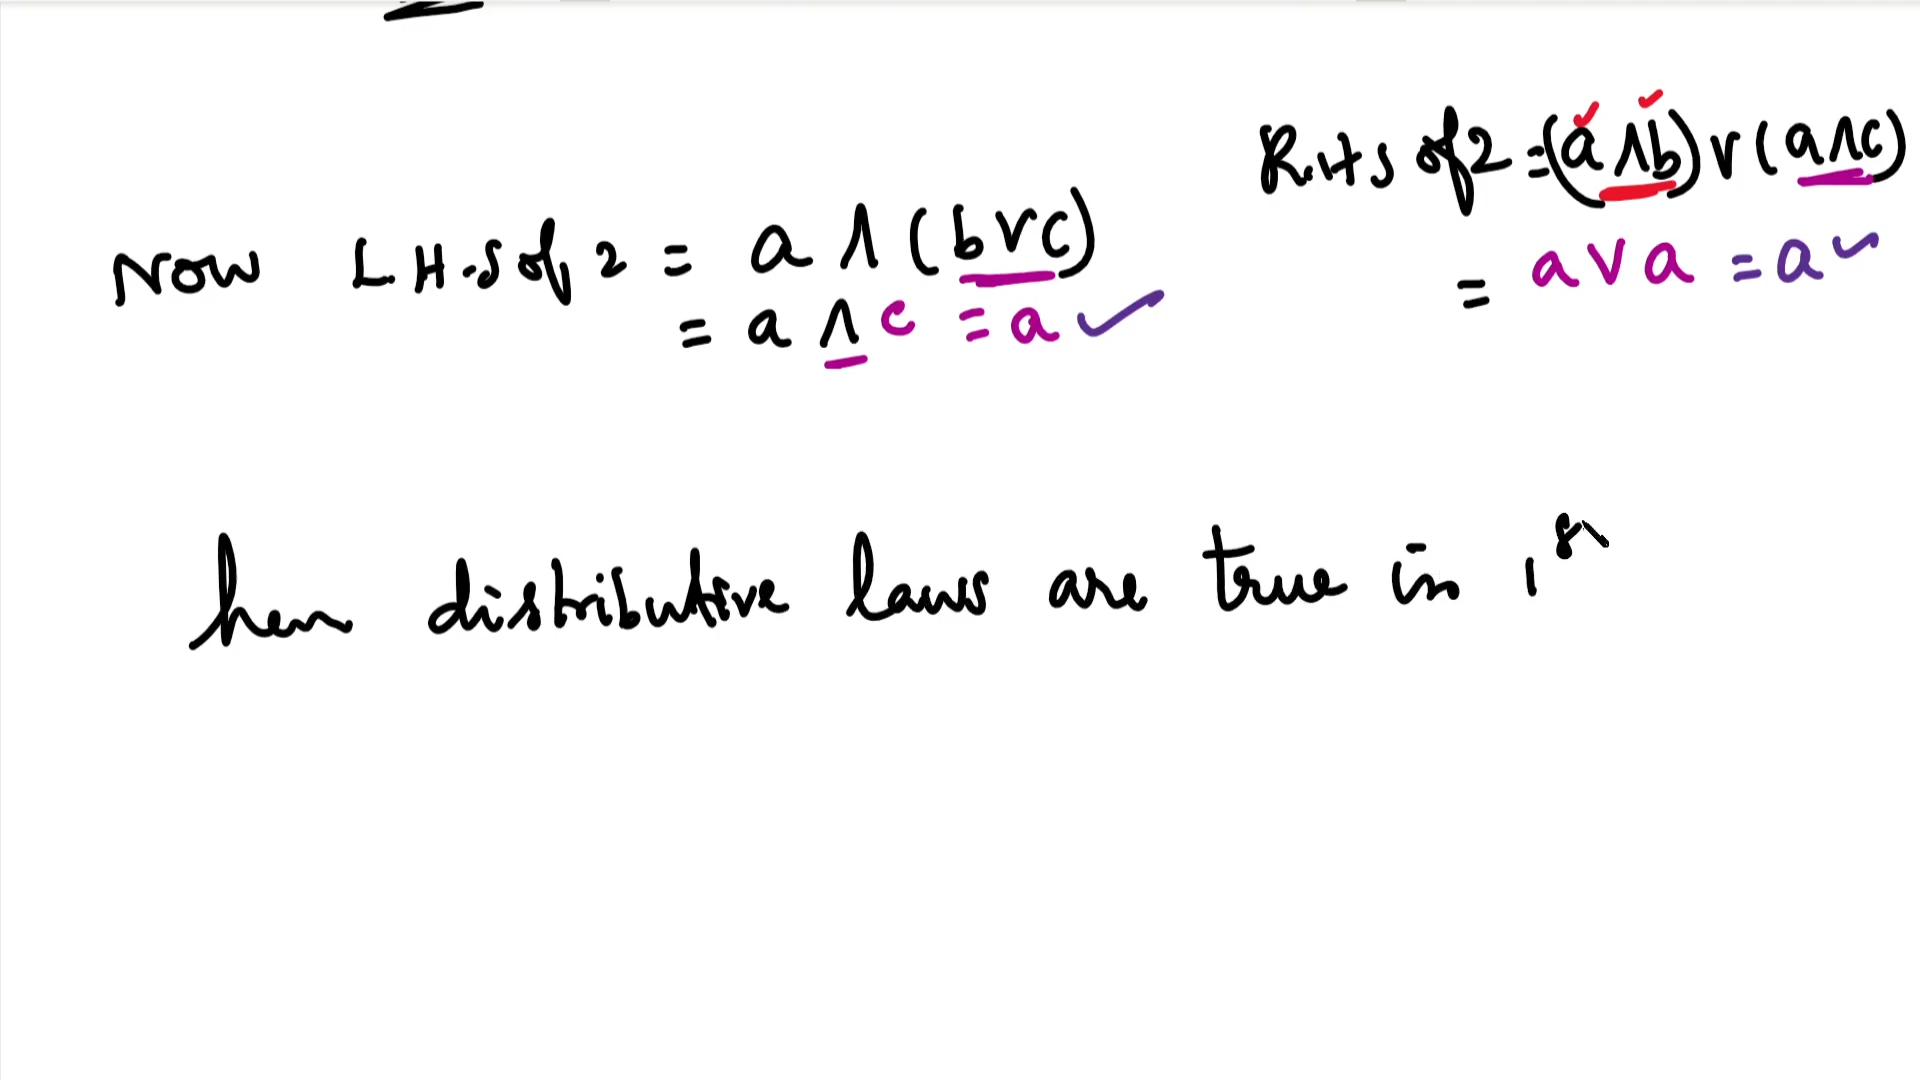 R.H.S of 2 = (a ∧ b) ∨ (a ∧ c)
= a ∨ a = a ✓
Now L.H.S of 2 = a ∧ (b ∨ c)
= a ∧ c = a ✓
hen distributive laws are true in 1